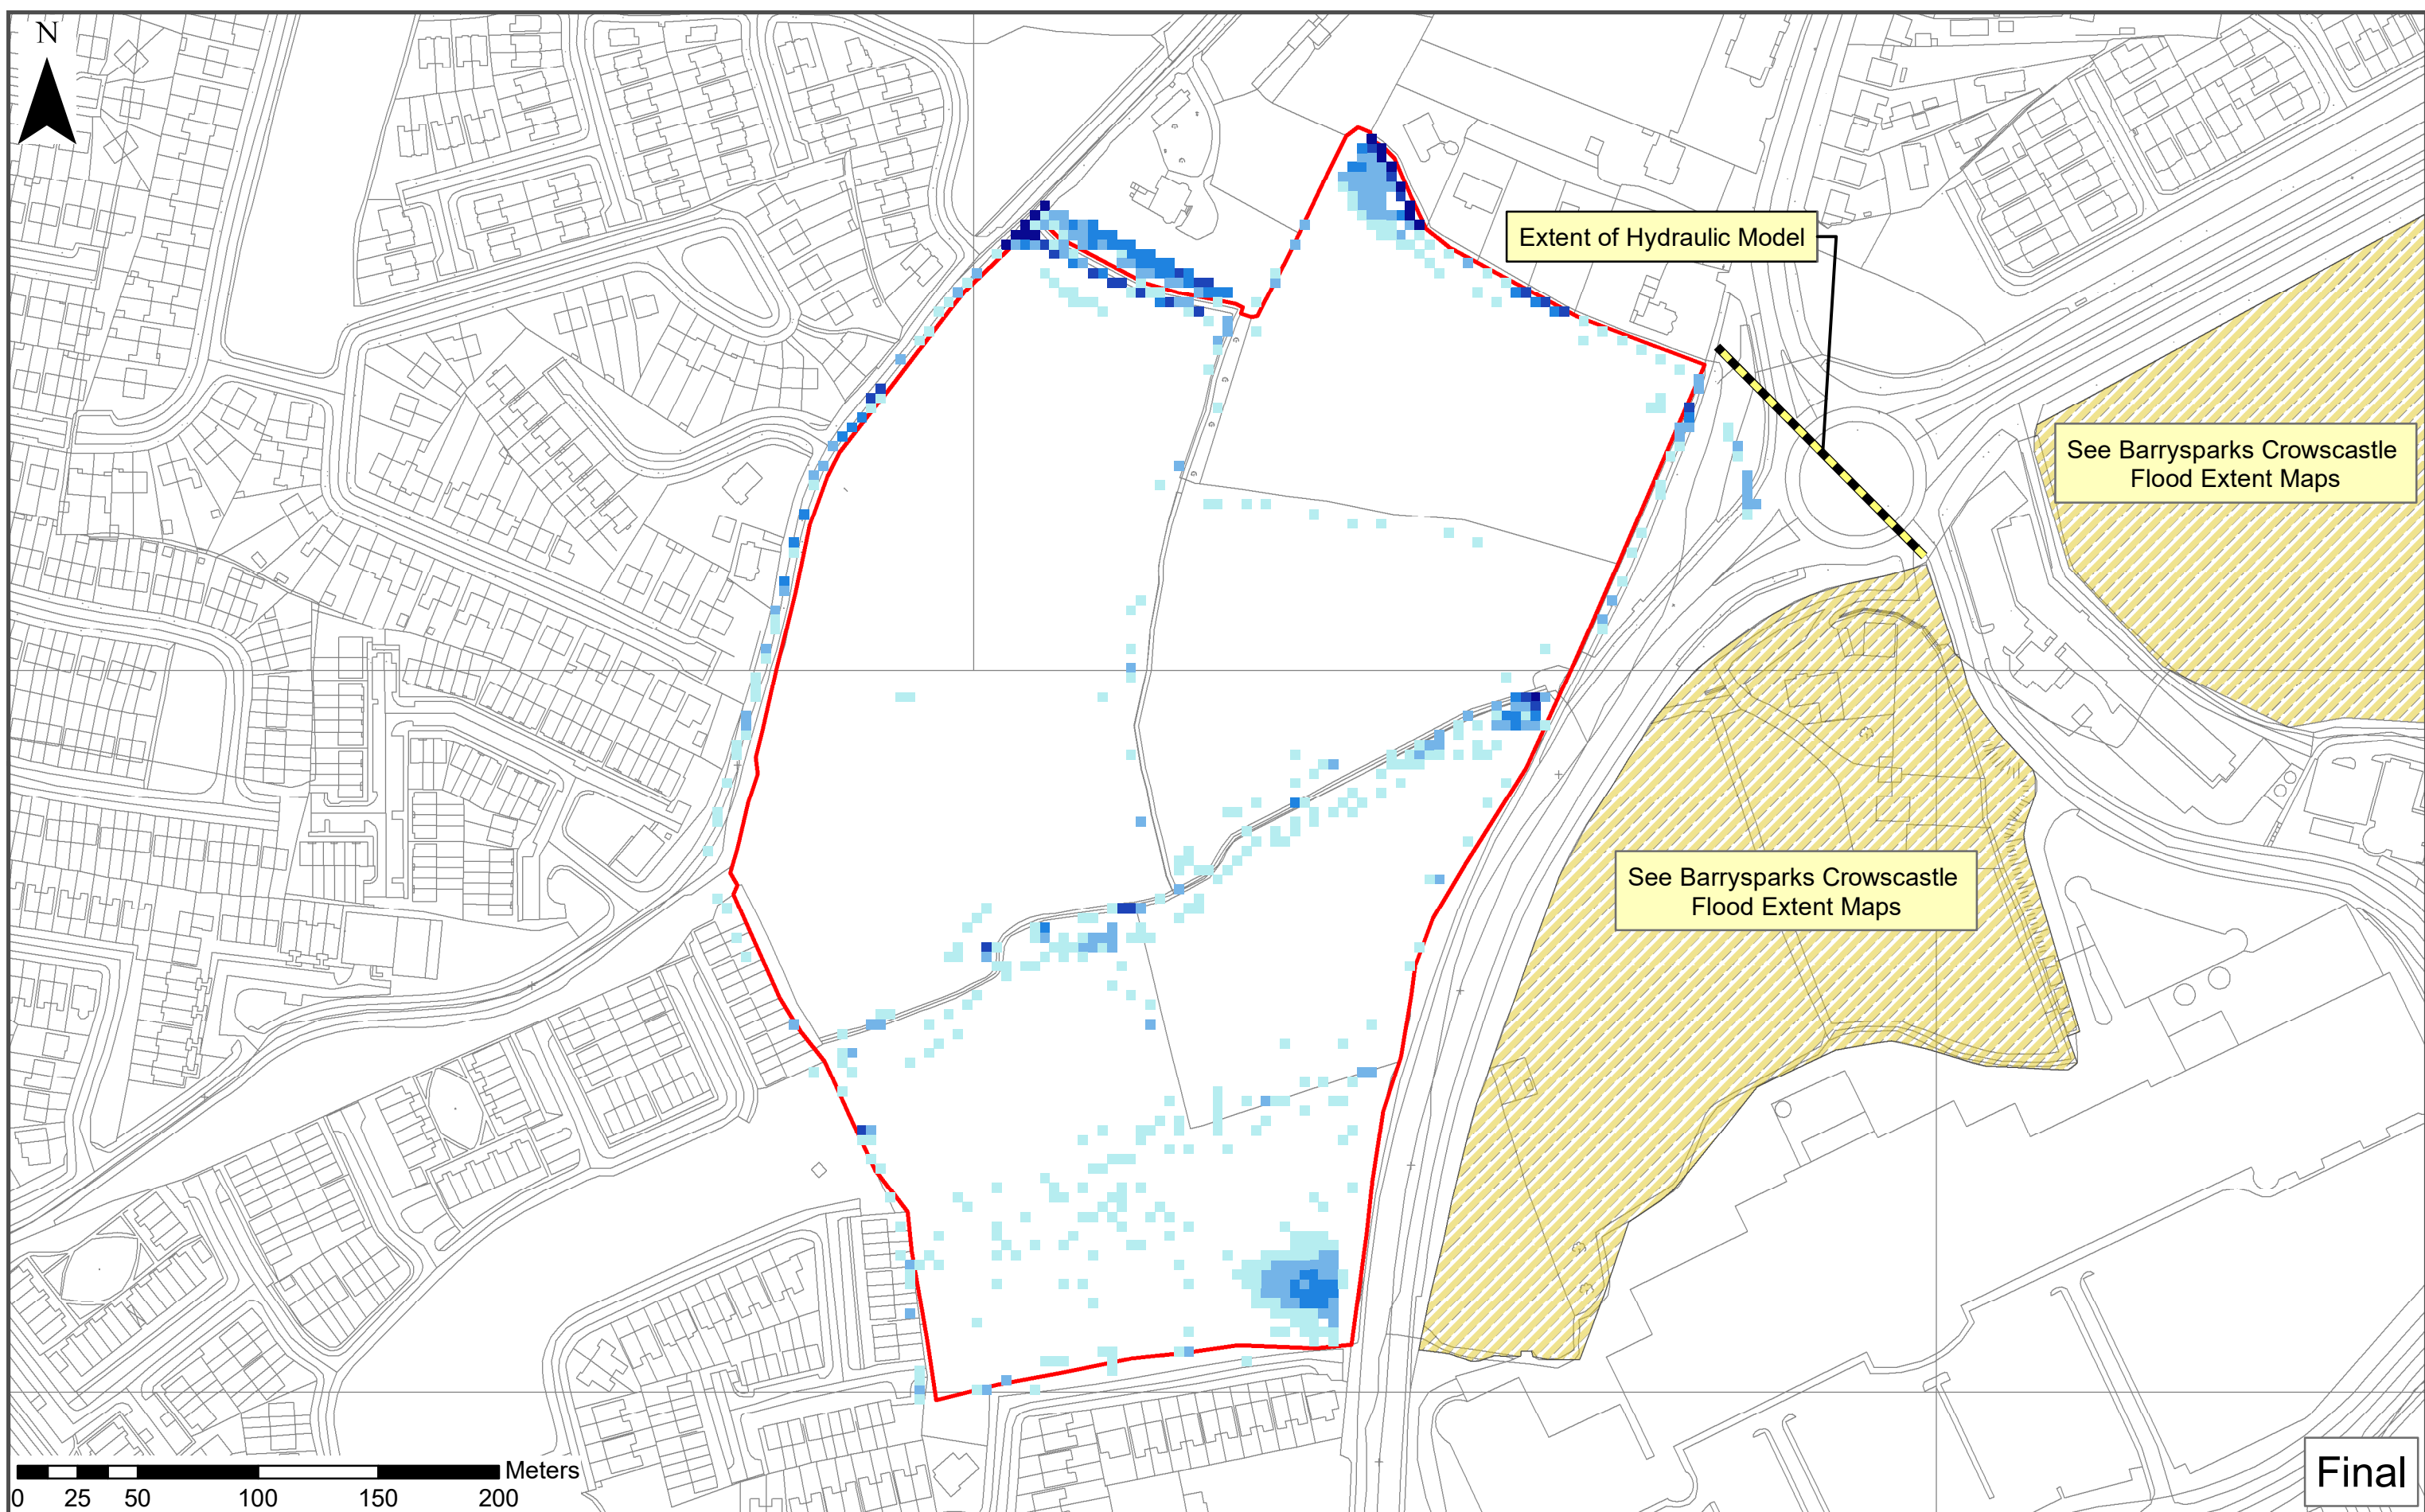 N
Extent of Hydraulic Model
See Barrysparks Crowscastle
Flood Extent Maps
See Barrysparks Crowscastle
Flood Extent Maps
Meters
0 25 50 100 150 200
Final